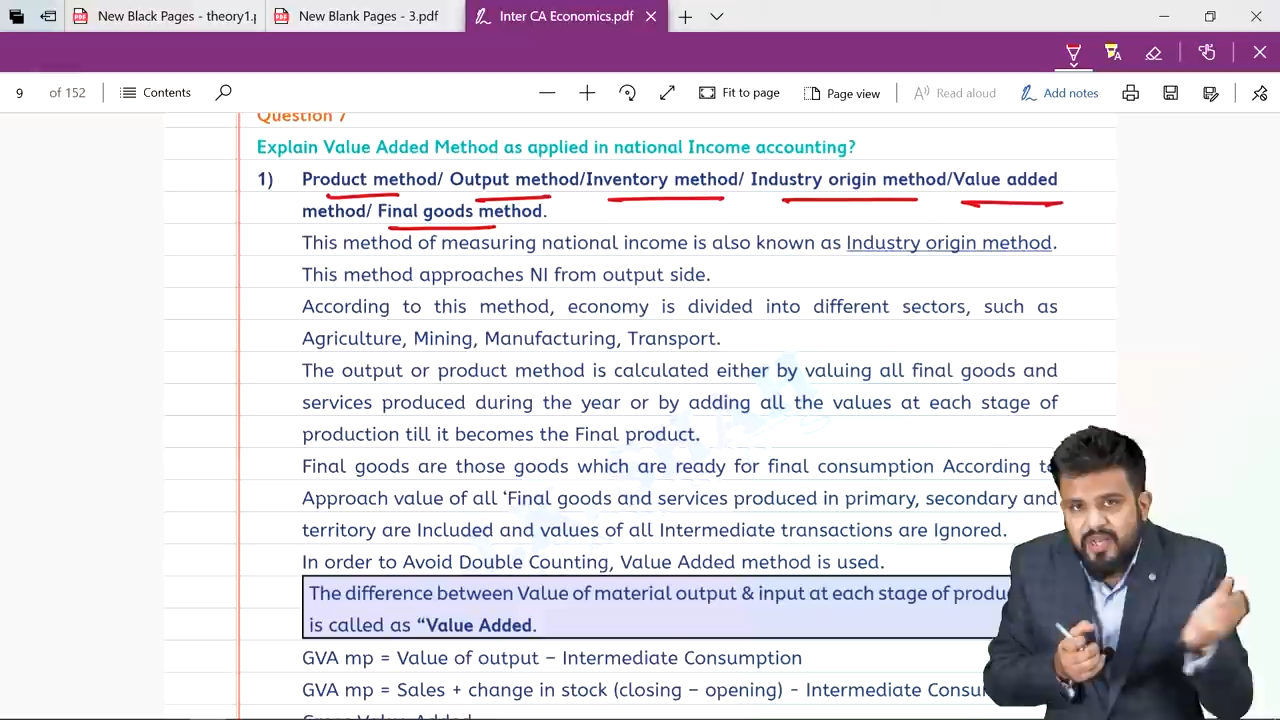 New Black Pages - theory1.p
New Blank Pages - 3.pdf
Inter CA Economics.pdf
9 of 152
Contents
Fit to page
Page view
Read aloud
Add notes
Question 7
Explain Value Added Method as applied in national Income accounting?
1) Product method/ Output method/Inventory method/ Industry origin method/Value added
method/ Final goods method.
This method of measuring national income is also known as Industry origin method.
This method approaches NI from output side.
According to this method, economy is divided into different sectors, such as
Agriculture, Mining, Manufacturing, Transport.
The output or product method is calculated either by valuing all final goods and
services produced during the year or by adding all the values at each stage of
production till it becomes the Final product.
Final goods are those goods which are ready for final consumption According to
Approach value of all ‘Final goods and services produced in primary, secondary and
territory are Included and values of all Intermediate transactions are Ignored.
In order to Avoid Double Counting, Value Added method is used.
The difference between Value of material output & input at each stage of produ
is called as “Value Added.
GVA mp = Value of output – Intermediate Consumption
GVA mp = Sales + change in stock (closing – opening) - Intermediate Consu
Gross Value Added